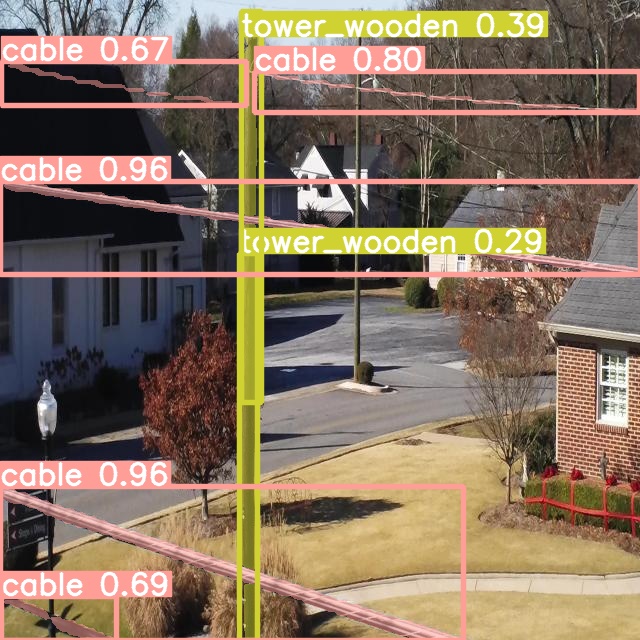 tower_wooden 0.39
cable 0.67
cable 0.80
cable 0.96
tower_wooden 0.29
cable 0.96
cable 0.69